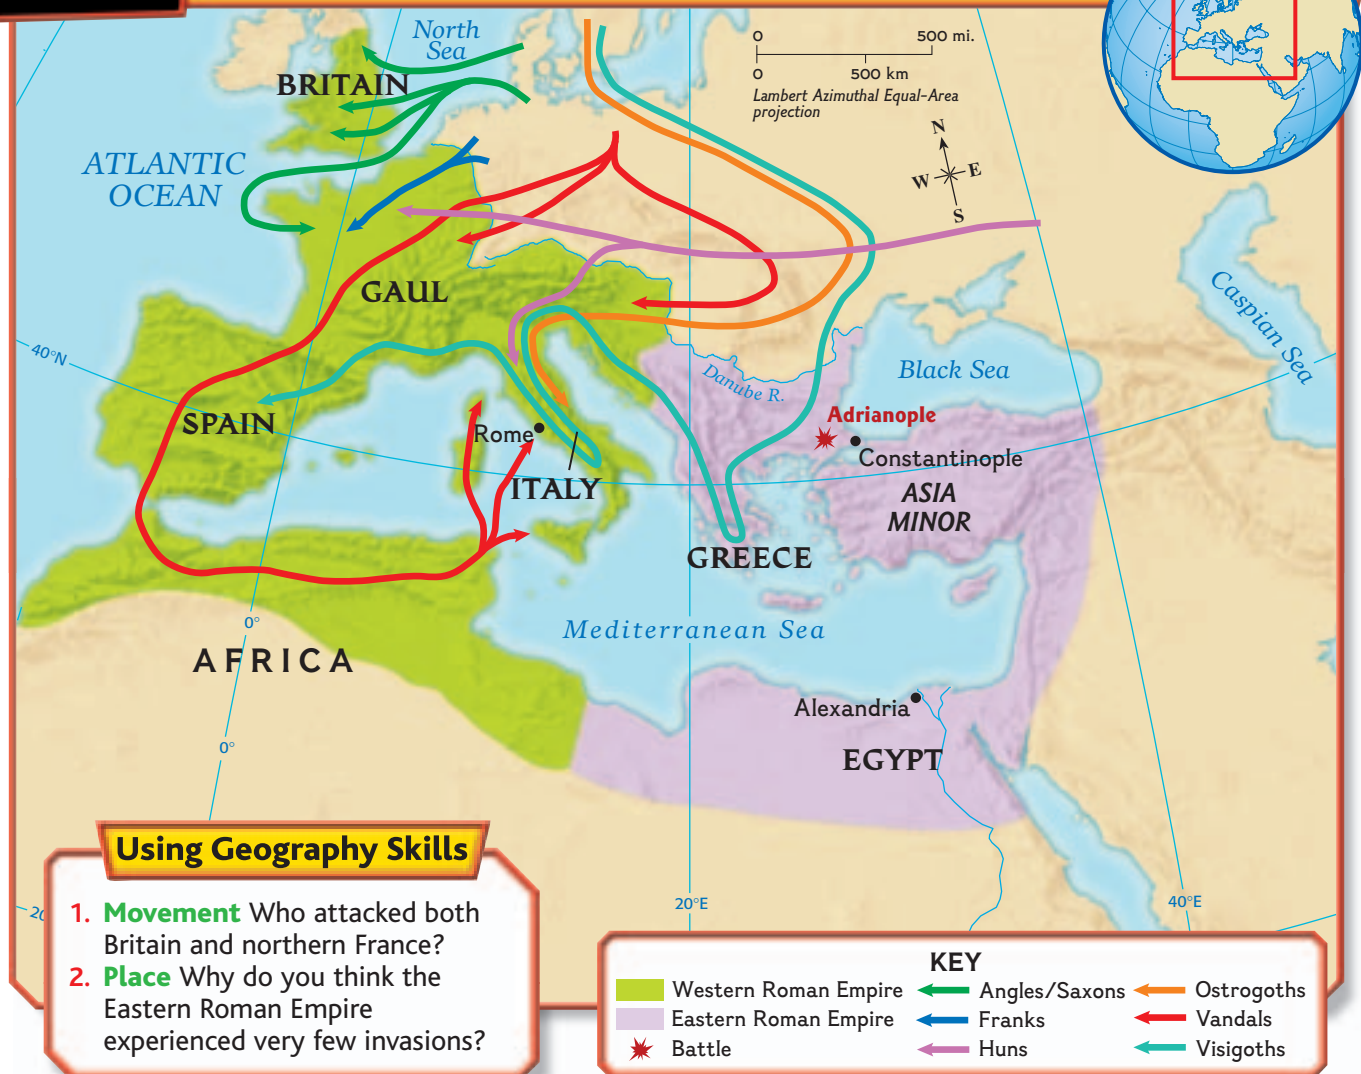 North
Sea
BRITAIN
ATLANTIC
OCEAN
0 500 mi.
0 500 km
Lambert Azimuthal Equal-Area
projection
N
W E
S
GAUL
Caspian Sea
40°N
Black Sea
Danube R.
Adrianople
SPAIN
Rome
Constantinople
ITALY
ASIA
MINOR
GREECE
0°
Mediterranean Sea
AFRICA
Alexandria
0°
EGYPT
20°E
40°E
20
Using Geography Skills
1. Movement Who attacked both
Britain and northern France?
2. Place Why do you think the
Eastern Roman Empire
experienced very few invasions?
KEY
Western Roman Empire
Eastern Roman Empire
Battle
Angles/Saxons
Franks
Huns
Ostrogoths
Vandals
Visigoths